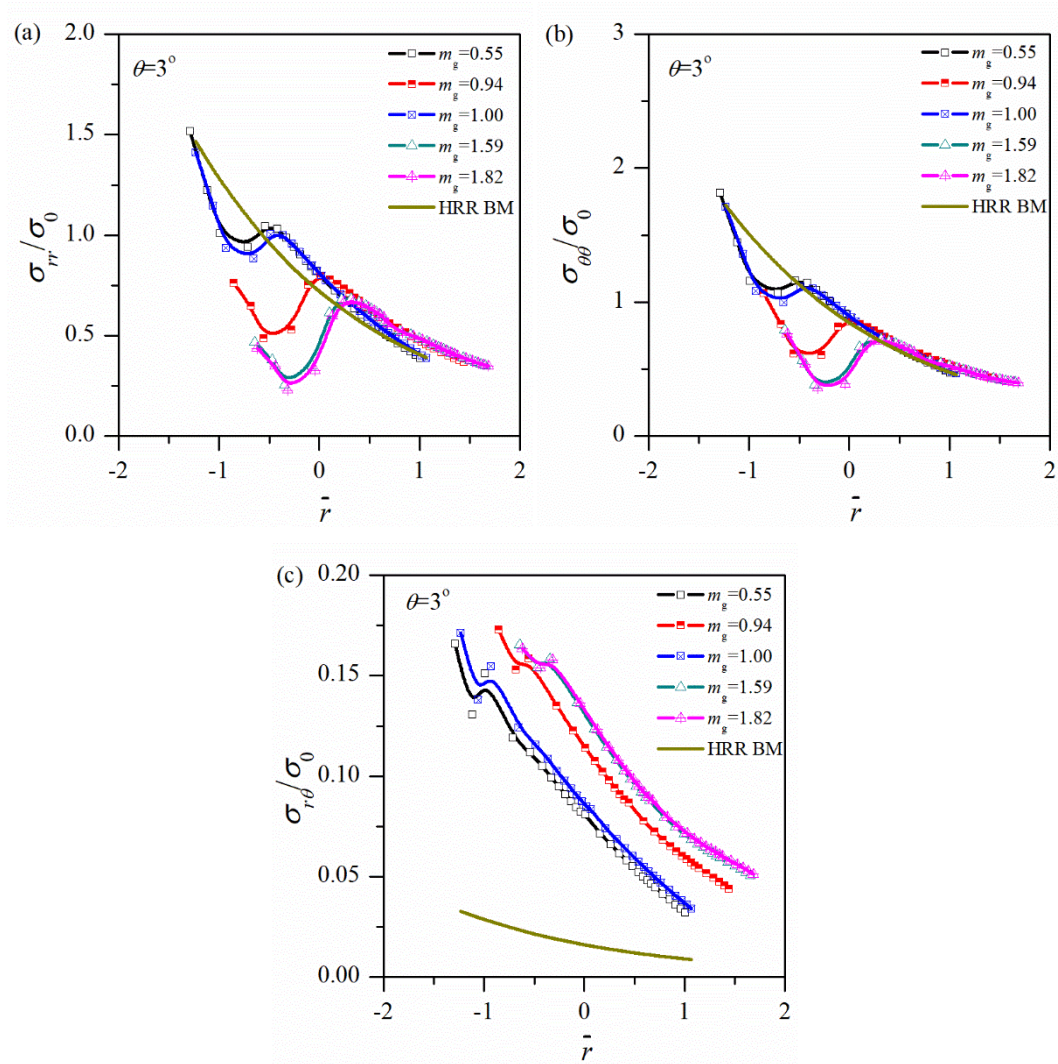 (a)
2.0
1.5
1.0
0.5
0.0
σrr/σ0
θ=3°
mg=0.55
mg=0.94
mg=1.00
mg=1.59
mg=1.82
HRR BM
-2 -1 0 1 2
r̄
(b)
3
2
1
0
σθθ/σ0
θ=3°
mg=0.55
mg=0.94
mg=1.00
mg=1.59
mg=1.82
HRR BM
-2 -1 0 1 2
r̄
(c)
0.20
0.15
0.10
0.05
0.00
σrθ/σ0
θ=3°
mg=0.55
mg=0.94
mg=1.00
mg=1.59
mg=1.82
HRR BM
-2 -1 0 1 2
r̄